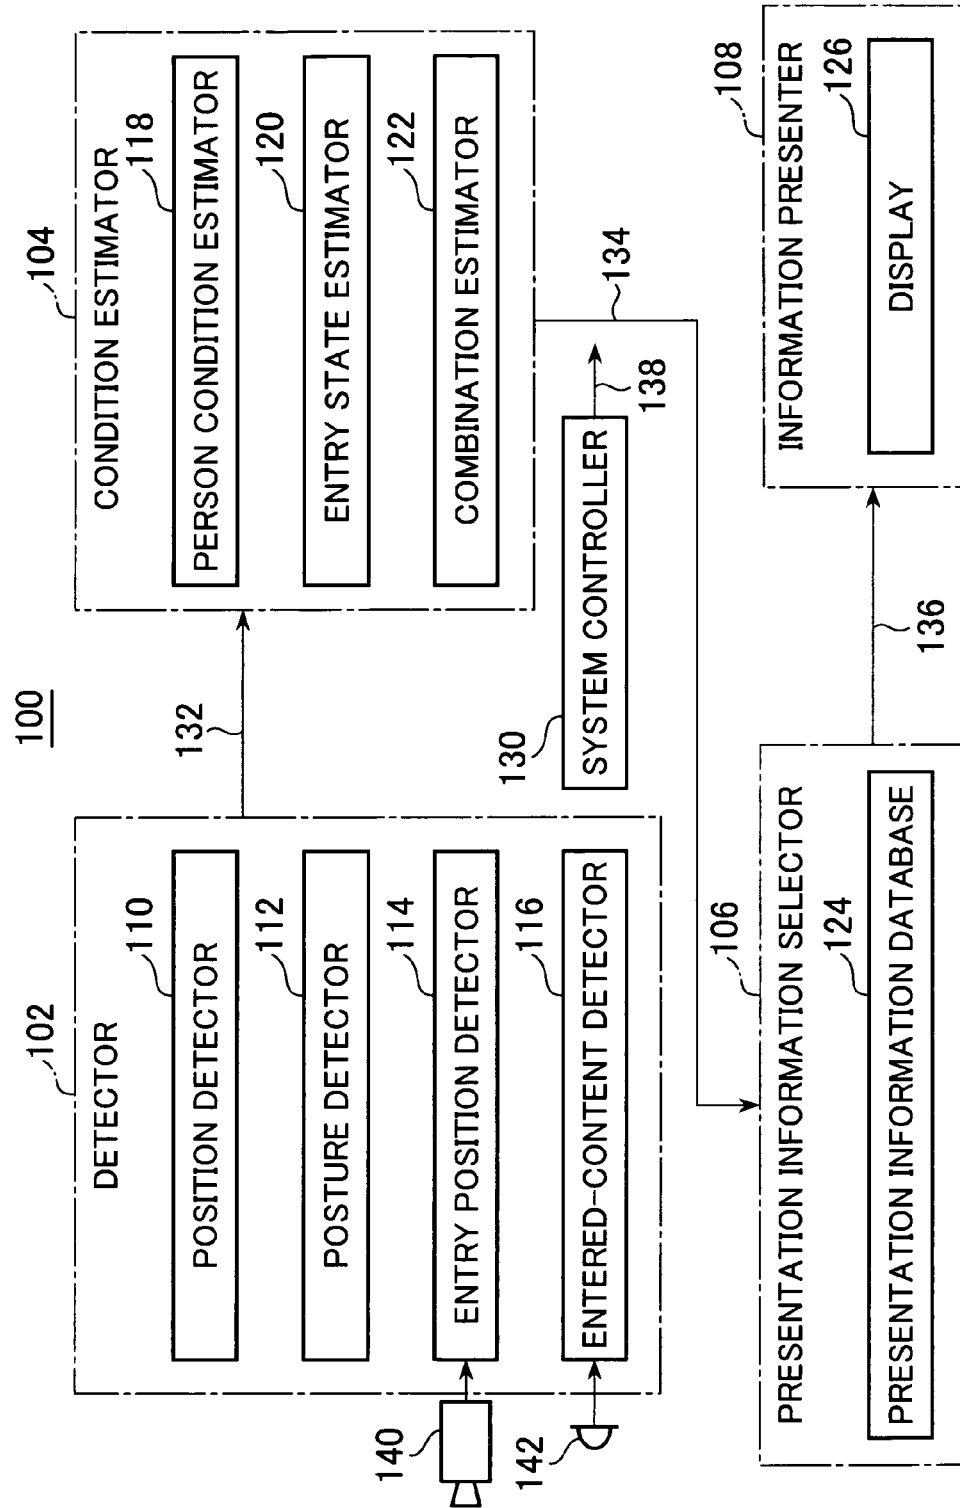 100
102
DETECTOR
110
POSITION DETECTOR
112
POSTURE DETECTOR
114
ENTRY POSITION DETECTOR
116
ENTERED-CONTENT DETECTOR
140
142
132
104
CONDITION ESTIMATOR
118
PERSON CONDITION ESTIMATOR
120
ENTRY STATE ESTIMATOR
122
COMBINATION ESTIMATOR
134
130
SYSTEM CONTROLLER
138
106
PRESENTATION INFORMATION SELECTOR
124
PRESENTATION INFORMATION DATABASE
136
108
INFORMATION PRESENTER
126
DISPLAY